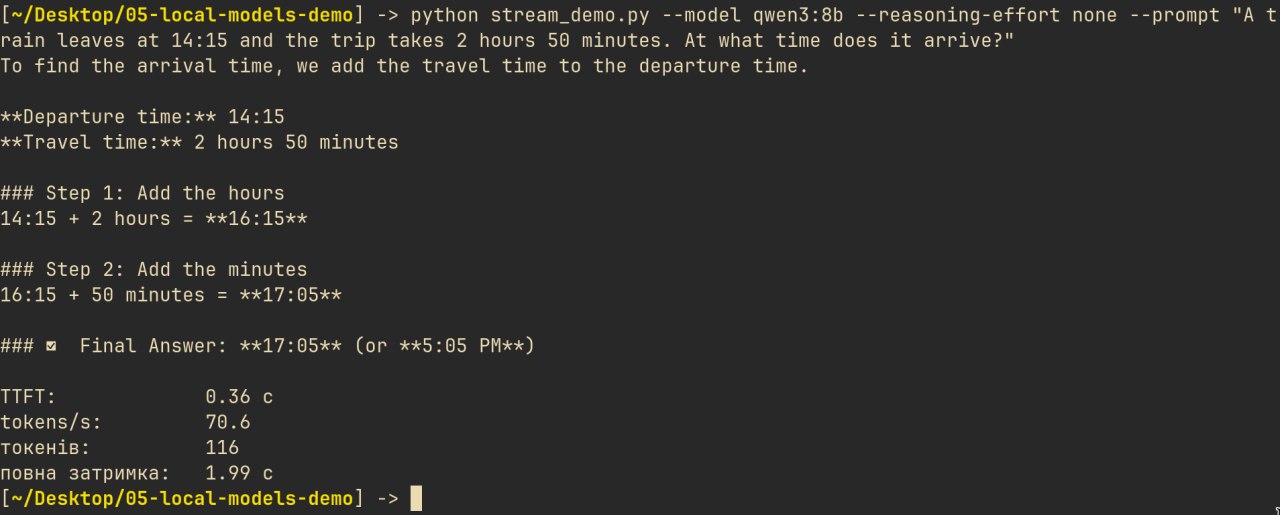 [~/Desktop/05-local-models-demo] -> python stream_demo.py --model qwen3:8b --reasoning-effort none --prompt "A t
rain leaves at 14:15 and the trip takes 2 hours 50 minutes. At what time does it arrive?"
To find the arrival time, we add the travel time to the departure time.
**Departure time:** 14:15
**Travel time:** 2 hours 50 minutes
### Step 1: Add the hours
14:15 + 2 hours = **16:15**
### Step 2: Add the minutes
16:15 + 50 minutes = **17:05**
### ☑ Final Answer: **17:05** (or **5:05 PM**)
TTFT: 0.36 с
tokens/s: 70.6
токенів: 116
повна затримка: 1.99 с
[~/Desktop/05-local-models-demo] ->